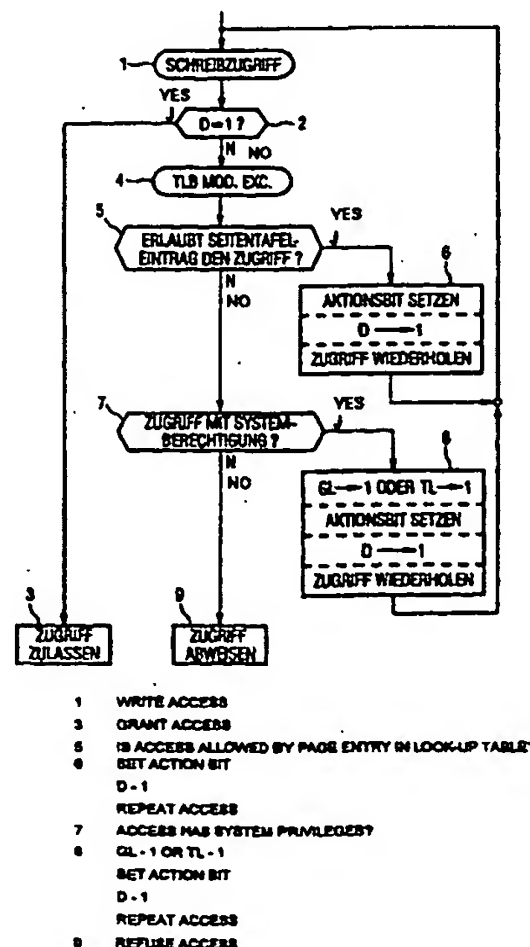 1 SCHREIBZUGRIFF
YES
D=1 ? 2
N NO
4 TLB MOD. EXC.
5 YES
ERLAUBT SEITENTAFEL-
EINTRAG DEN ZUGRIFF ?
N
NO
6
AKTIONSBIT SETZEN
D → 1
ZUGRIFF WIEDERHOLEN
7 YES
ZUGRIFF MIT SYSTEM-
BERECHTIGUNG ?
N
NO
8
GL → 1 ODER TL → 1
AKTIONSBIT SETZEN
D → 1
ZUGRIFF WIEDERHOLEN
3 9
ZUGRIFF
ZULASSEN
ZUGRIFF
ABWEISEN
1 WRITE ACCESS
3 GRANT ACCESS
5 IS ACCESS ALLOWED BY PAGE ENTRY IN LOOK-UP TABLE?
6 SET ACTION BIT
D - 1
REPEAT ACCESS
7 ACCESS HAS SYSTEM PRIVILEGES?
8 GL - 1 OR TL - 1
SET ACTION BIT
D - 1
REPEAT ACCESS
9 REFUSE ACCESS